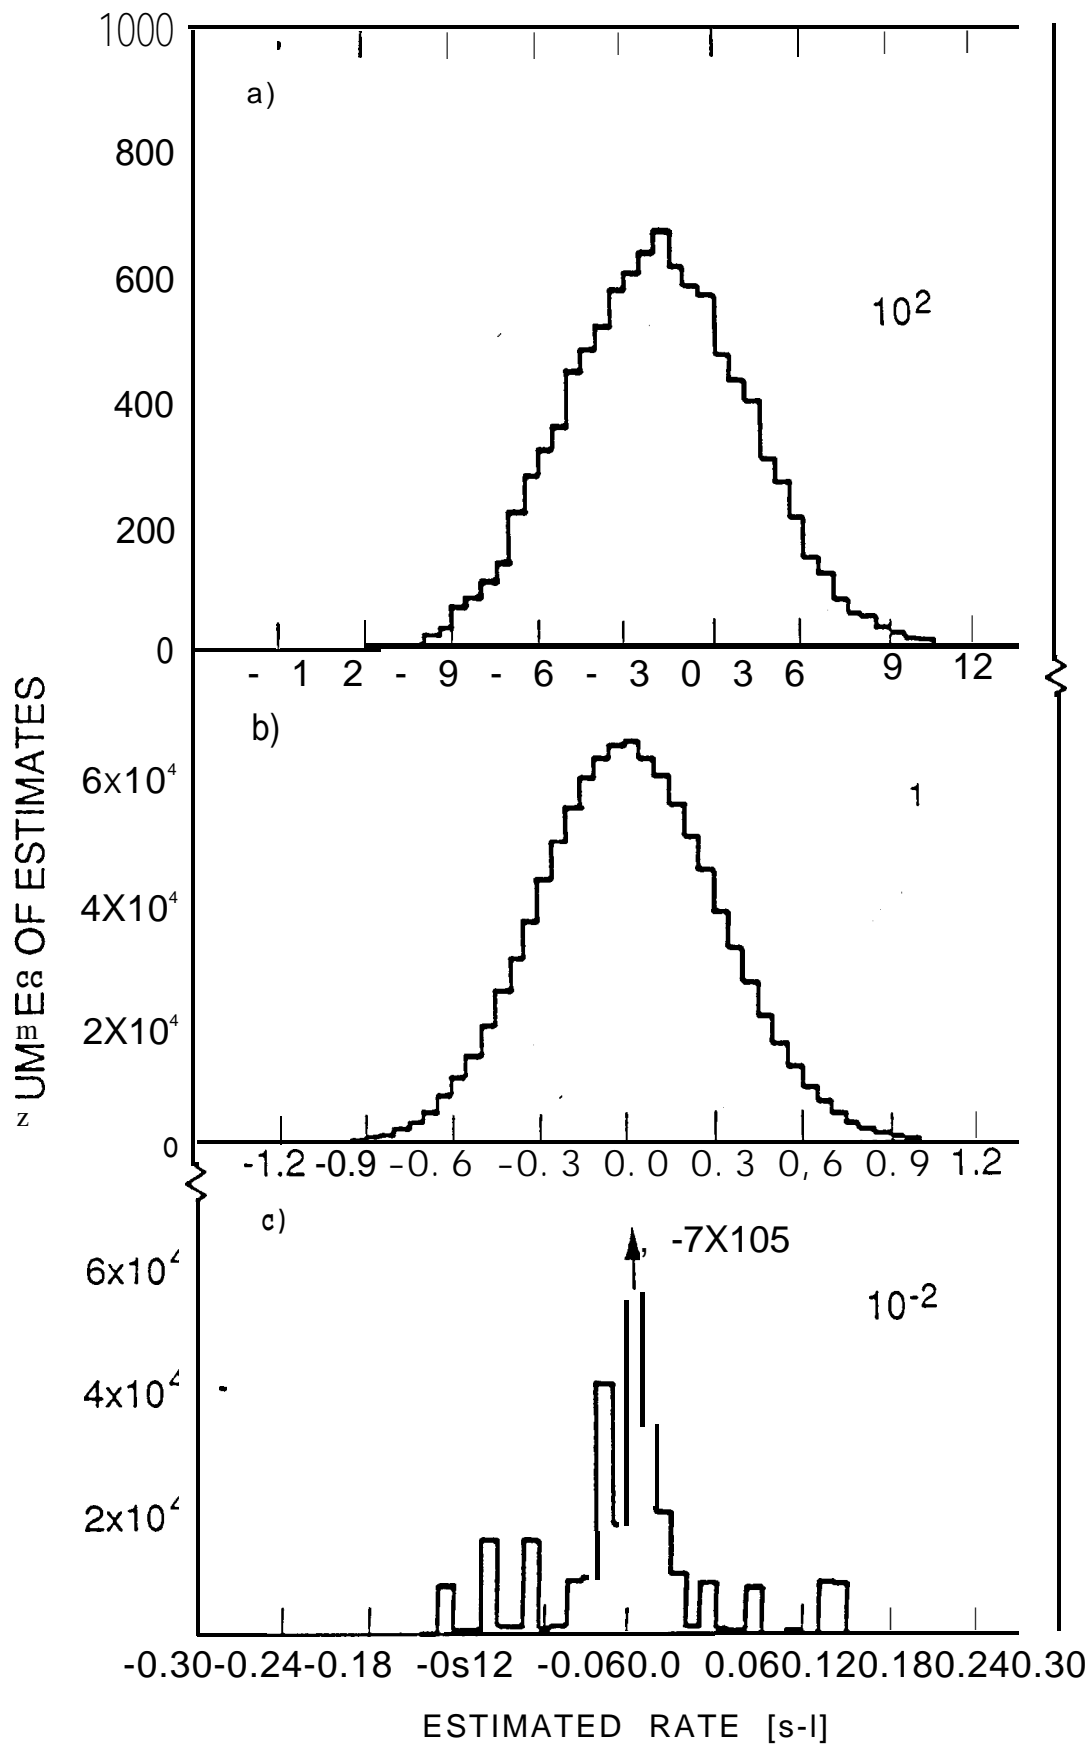 1000
a)
800
600
10²
400
200
0
- 1 2 - 9 - 6 - 3 0 3 6 9 12
z UMmEcc OF ESTIMATES
b)
6x10⁴
1
4X10⁴
2X10⁴
0
-1.2 -0.9 -0.6 -0.3 0.0 0.3 0,6 0.9 1.2
c)
, -7X105
6x10⁴
10⁻²
4x10⁴
2x10⁴
-0.30-0.24-0.18 -0s12 -0.060.0 0.060.120.180.240.30
ESTIMATED RATE [s-l]